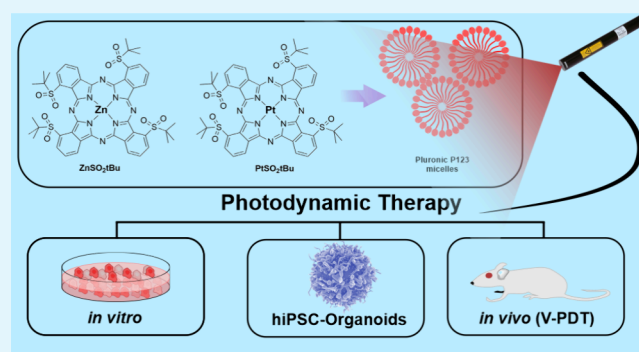 Zn
ZnSO₂tBu
Pt
PtSO₂tBu
Pluronic P123
micelles
Photodynamic Therapy
in vitro
hiPSC-Organoids
in vivo (V-PDT)